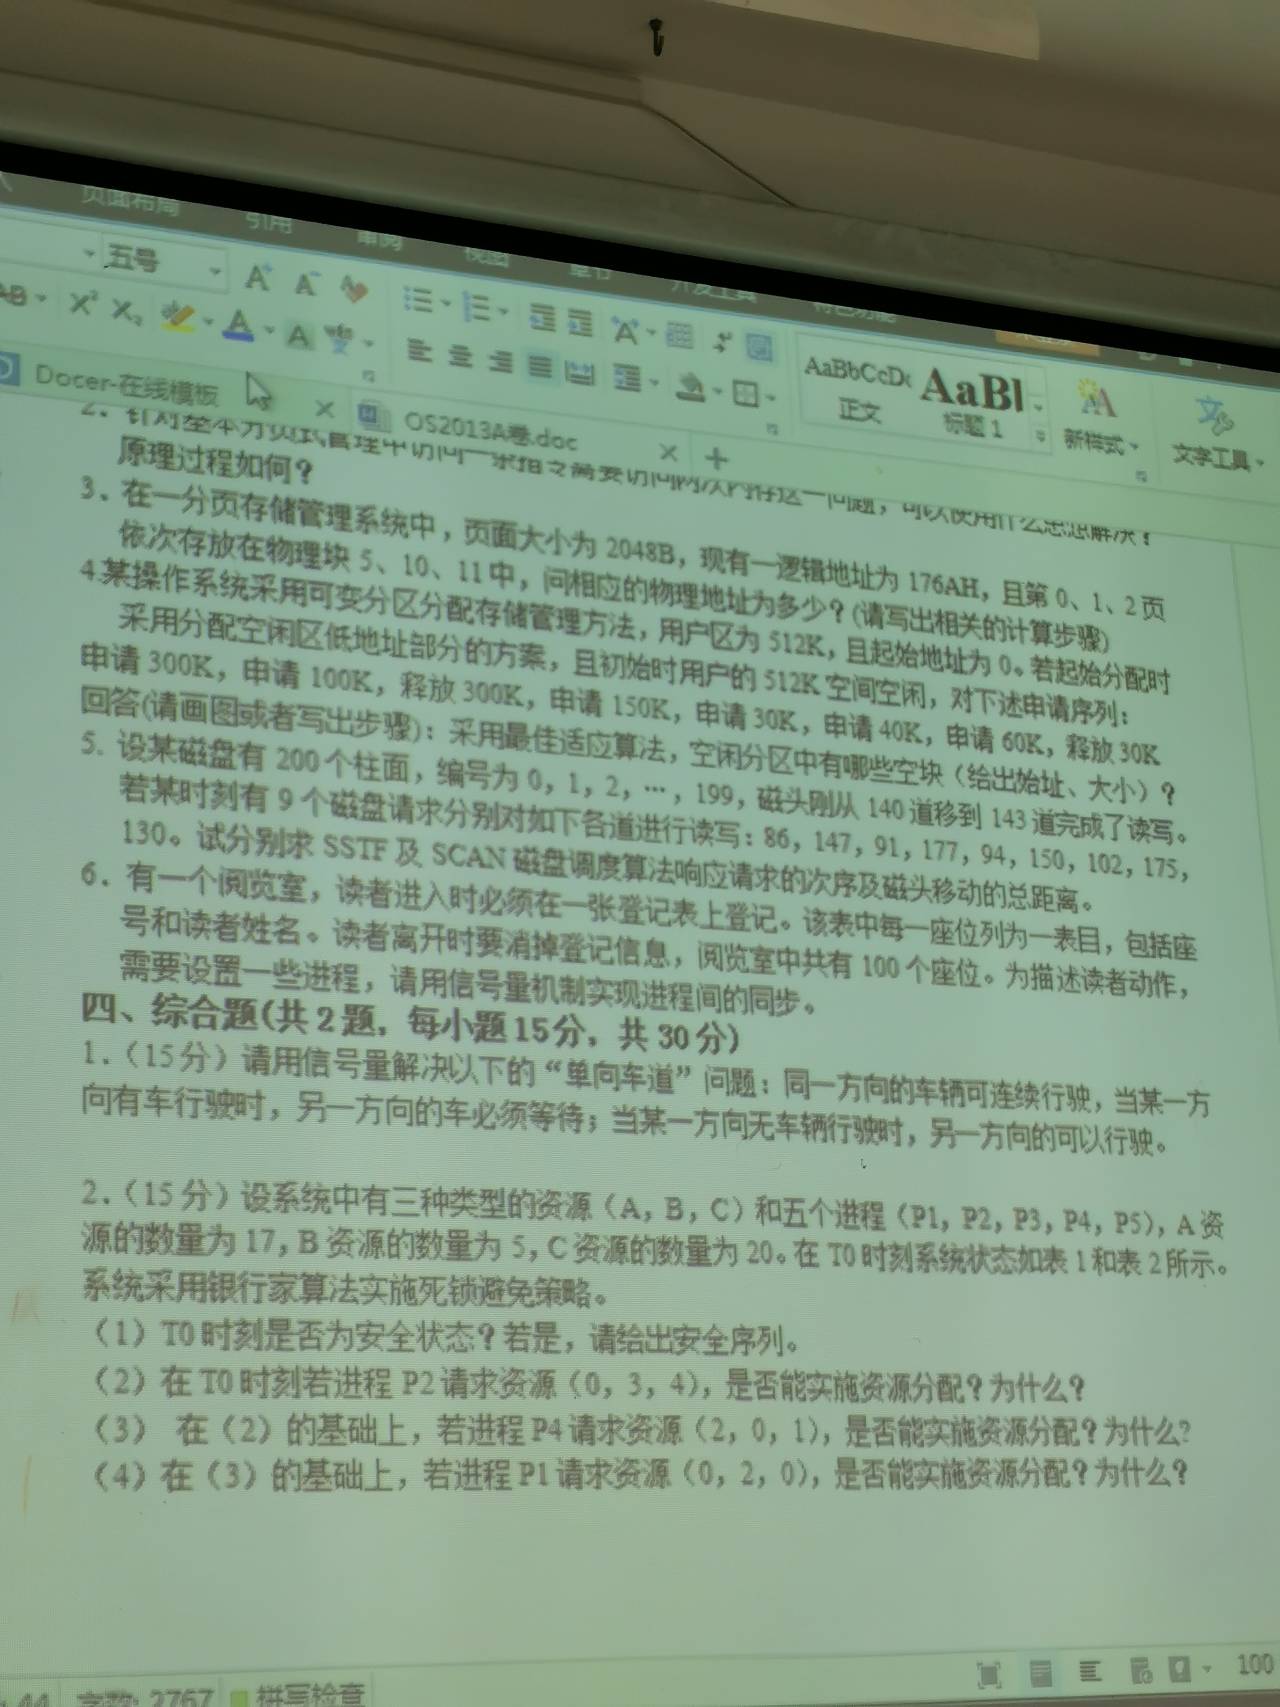 页面布局 引用 审阅 视图 章节 开发工具 特色功能
五号
AaBbCcDd AaBl
正文 标题 1 新样式 文字工具
Docer-在线模板 OS2013A卷.doc
2. 针对基本分页式管理中访问一条指令需要访问两次内存这一问题，可以使用什么思想解决？
原理过程如何？
3．在一分页存储管理系统中，页面大小为 2048B，现有一逻辑地址为 176AH，且第 0、1、2 页
依次存放在物理块 5、10、11 中，问相应的物理地址为多少？(请写出相关的计算步骤)
4.某操作系统采用可变分区分配存储管理方法，用户区为 512K，且起始地址为 0。若起始分配时
采用分配空闲区低地址部分的方案，且初始时用户的 512K 空间空闲，对下述申请序列：
申请 300K，申请 100K，释放 300K，申请 150K，申请 30K，申请 40K，申请 60K，释放 30K
回答(请画图或者写出步骤)：采用最佳适应算法，空闲分区中有哪些空块（给出始址、大小）？
5. 设某磁盘有 200 个柱面，编号为 0，1，2，…，199，磁头刚从 140 道移到 143 道完成了读写。
若某时刻有 9 个磁盘请求分别对如下各道进行读写：86，147，91，177，94，150，102，175，
130。试分别求 SSTF 及 SCAN 磁盘调度算法响应请求的次序及磁头移动的总距离。
6．有一个阅览室，读者进入时必须在一张登记表上登记。该表中每一座位列为一表目，包括座
号和读者姓名。读者离开时要消掉登记信息，阅览室中共有 100 个座位。为描述读者动作，
需要设置一些进程，请用信号量机制实现进程间的同步。
四、综合题(共 2 题，每小题 15 分，共 30 分)
1.（15 分）请用信号量解决以下的“单向车道”问题：同一方向的车辆可连续行驶，当某一方
向有车行驶时，另一方向的车必须等待；当某一方向无车辆行驶时，另一方向的可以行驶。
2.（15 分）设系统中有三种类型的资源（A，B，C）和五个进程（P1，P2，P3，P4，P5），A 资
源的数量为 17，B 资源的数量为 5，C 资源的数量为 20。在 T0 时刻系统状态如表 1 和表 2 所示。
系统采用银行家算法实施死锁避免策略。
（1）T0 时刻是否为安全状态？若是，请给出安全序列。
（2）在 T0 时刻若进程 P2 请求资源（0，3，4），是否能实施资源分配？为什么？
（3） 在（2）的基础上，若进程 P4 请求资源（2，0，1），是否能实施资源分配？为什么?
（4）在（3）的基础上，若进程 P1 请求资源（0，2，0），是否能实施资源分配？为什么？
字数: 2767 拼写检查 100